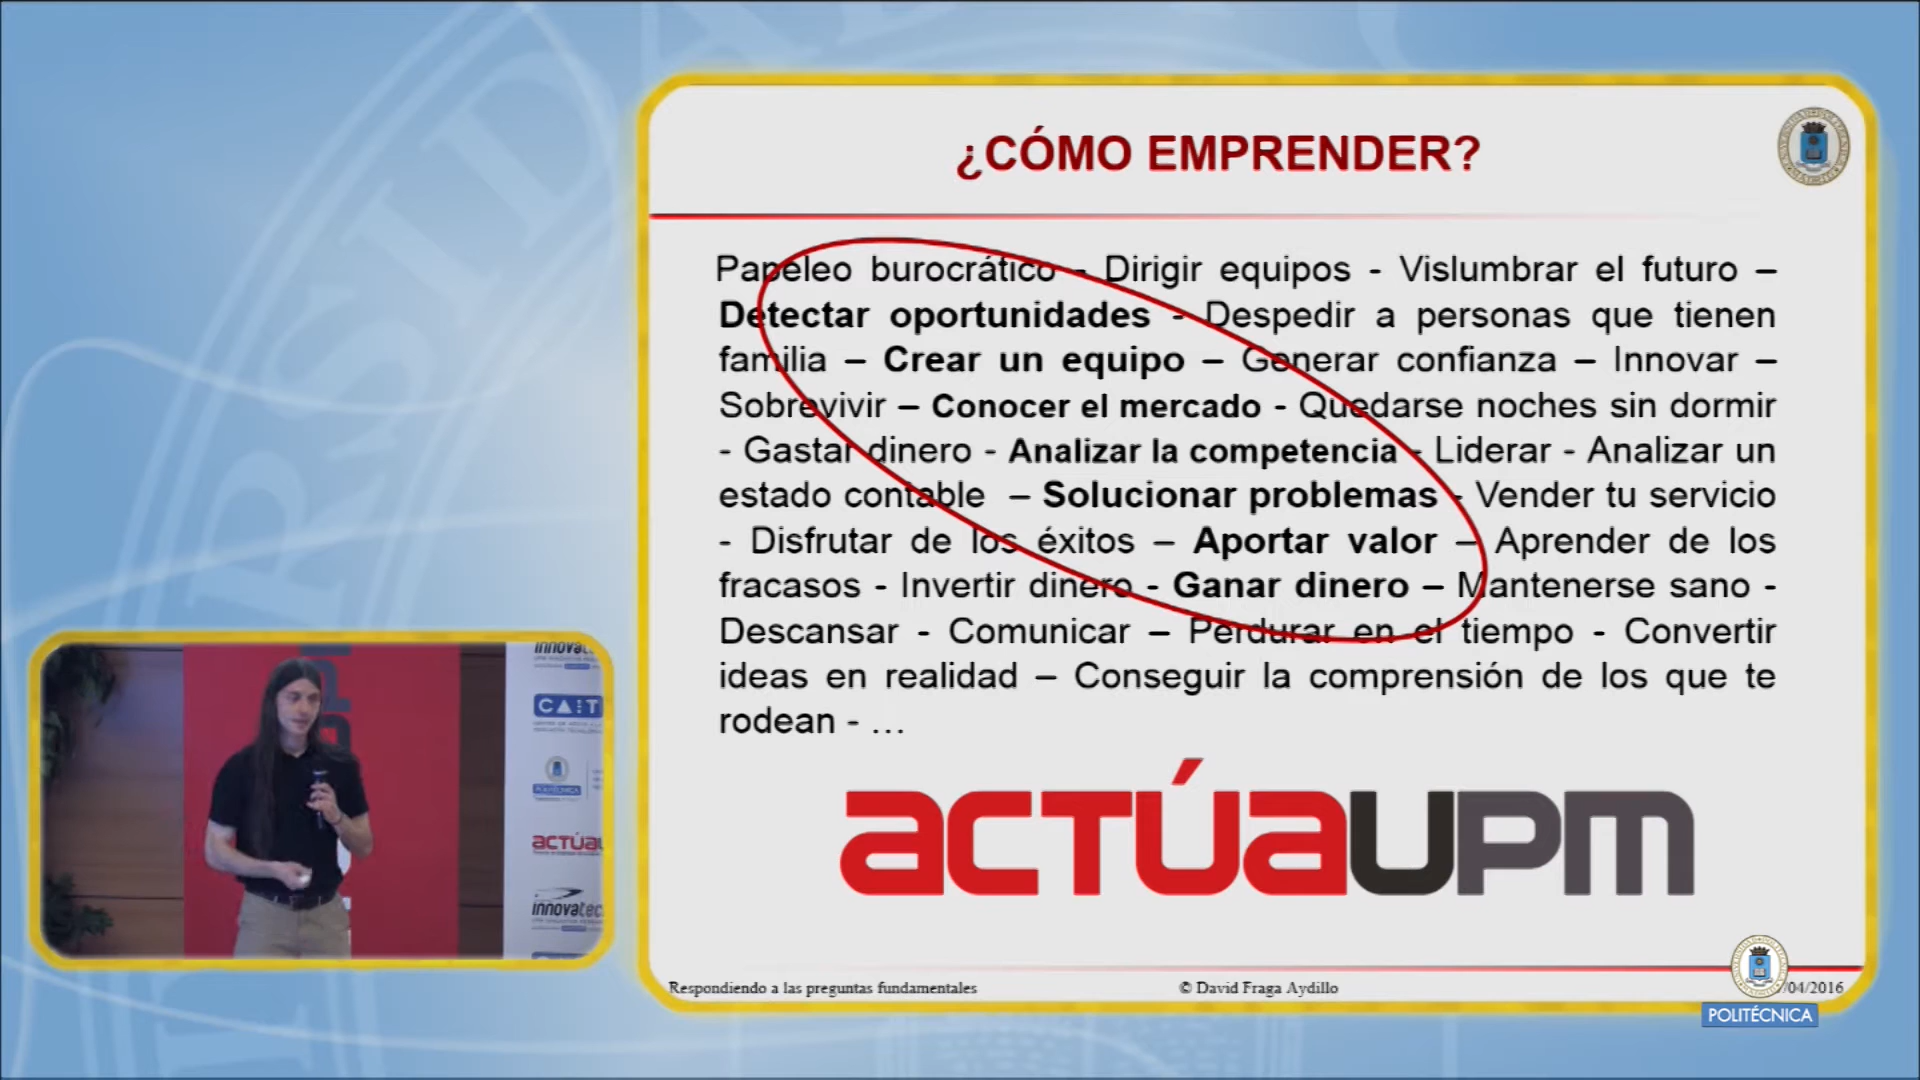 ¿CÓMO EMPRENDER?
Papeleo burocrático - Dirigir equipos - Vislumbrar el futuro –
Detectar oportunidades - Despedir a personas que tienen
familia – Crear un equipo – Generar confianza – Innovar –
Sobrevivir – Conocer el mercado - Quedarse noches sin dormir
- Gastar dinero - Analizar la competencia - Liderar - Analizar un
estado contable – Solucionar problemas - Vender tu servicio
- Disfrutar de los éxitos – Aportar valor – Aprender de los
fracasos - Invertir dinero - Ganar dinero – Mantenerse sano -
Descansar - Comunicar – Perdurar en el tiempo - Convertir
ideas en realidad – Conseguir la comprensión de los que te
rodean - …
actúaupm
Respondiendo a las preguntas fundamentales
© David Fraga Aydillo
/04/2016
POLITÉCNICA
innovatec
CAIT
POLITÉCNICA
actúau
innovatec